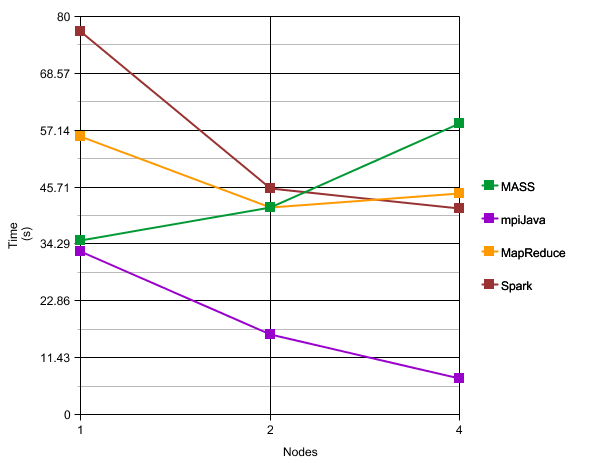 80
68.57
57.14
45.71
34.29
22.86
11.43
0
Time
(s)
1
2
4
Nodes
MASS
mpiJava
MapReduce
Spark